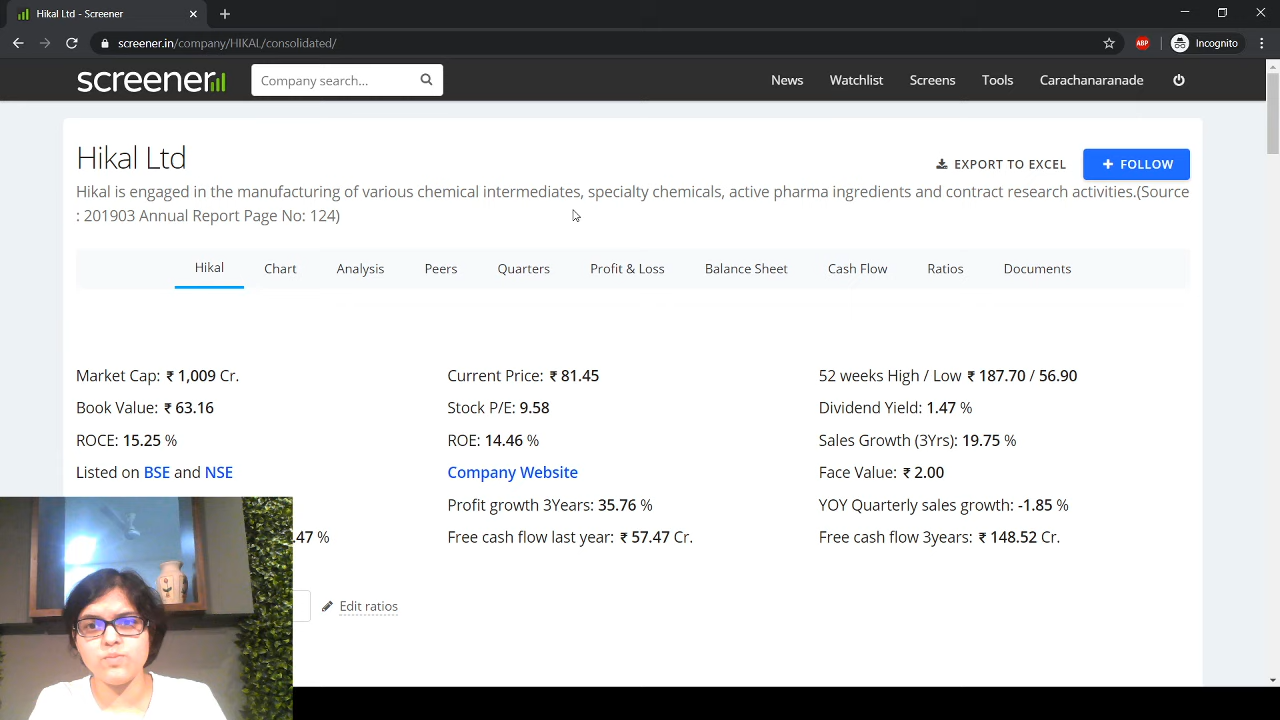 Hikal Ltd - Screener
screener.in/company/HIKAL/consolidated/
ABP
Incognito
screener
Company search...
News
Watchlist
Screens
Tools
Carachanaranade
Hikal Ltd
EXPORT TO EXCEL
+ FOLLOW
Hikal is engaged in the manufacturing of various chemical intermediates, specialty chemicals, active pharma ingredients and contract research activities.(Source
: 201903 Annual Report Page No: 124)
Hikal
Chart
Analysis
Peers
Quarters
Profit & Loss
Balance Sheet
Cash Flow
Ratios
Documents
Market Cap: ₹ 1,009 Cr.
Current Price: ₹ 81.45
52 weeks High / Low ₹ 187.70 / 56.90
Book Value: ₹ 63.16
Stock P/E: 9.58
Dividend Yield: 1.47 %
ROCE: 15.25 %
ROE: 14.46 %
Sales Growth (3Yrs): 19.75 %
Listed on BSE and NSE
Company Website
Face Value: ₹ 2.00
Profit growth 3Years: 35.76 %
YOY Quarterly sales growth: -1.85 %
.47 %
Free cash flow last year: ₹ 57.47 Cr.
Free cash flow 3years: ₹ 148.52 Cr.
Edit ratios